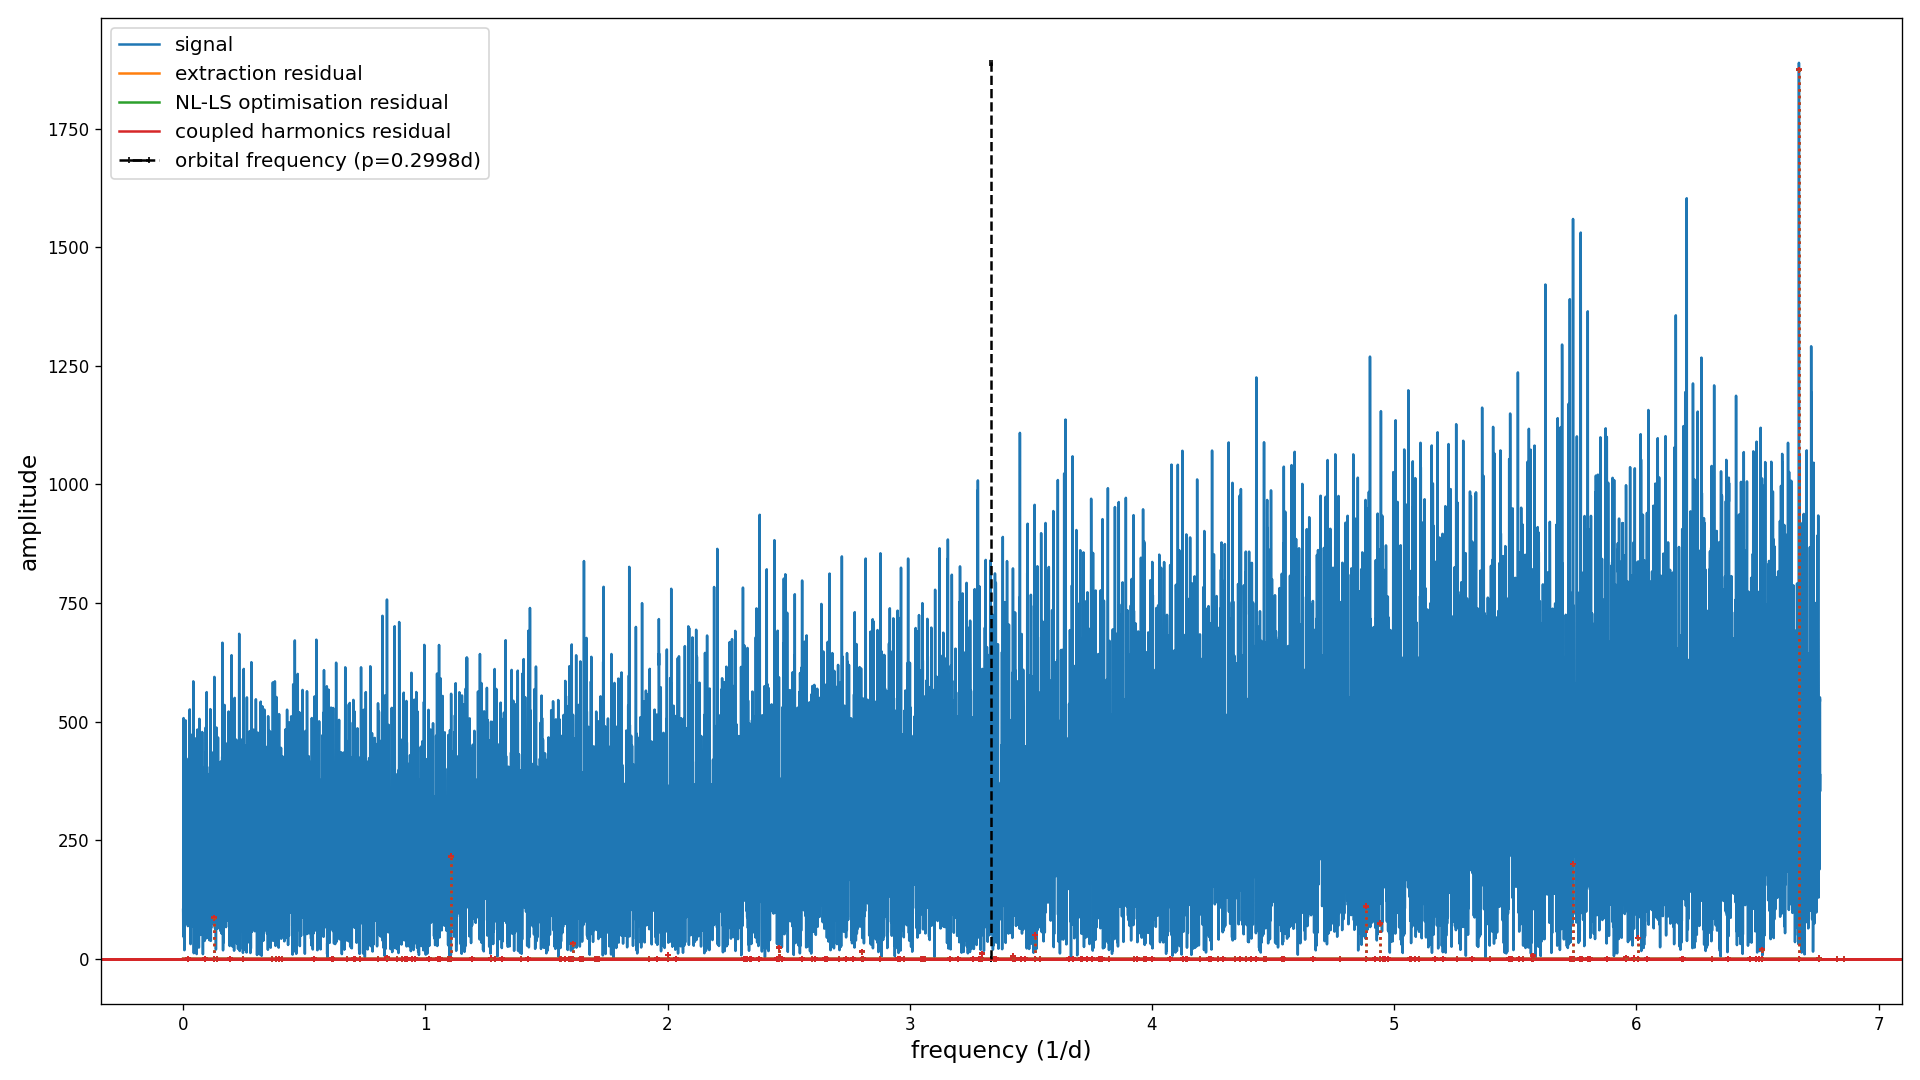 signal
extraction residual
NL-LS optimisation residual
coupled harmonics residual
orbital frequency (p=0.2998d)
1750
1500
1250
1000
750
500
250
0
amplitude
0 1 2 3 4 5 6 7
frequency (1/d)